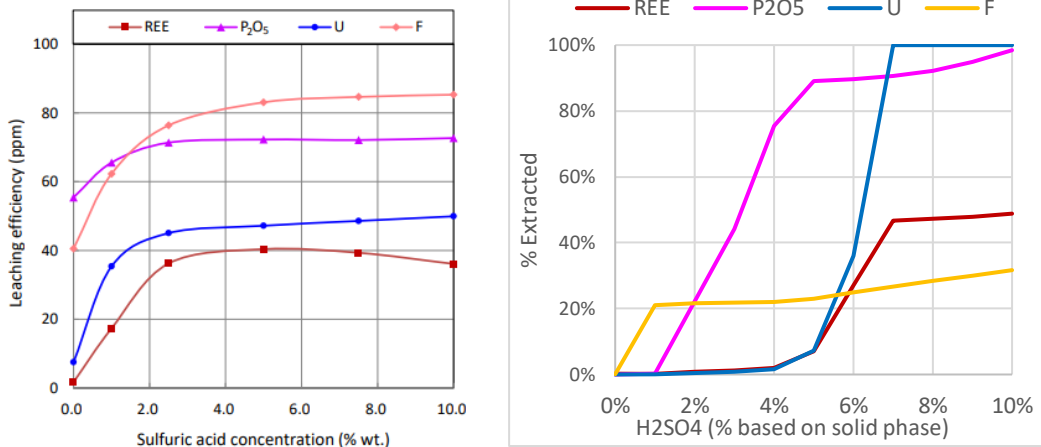 REE P₂O₅ U F
100
80
60
40
20
0
0.0 2.0 4.0 6.0 8.0 10.0
Leaching efficiency (ppm)
Sulfuric acid concentration (% wt.)
REE P2O5 U F
100%
80%
60%
40%
20%
0%
0% 2% 4% 6% 8% 10%
% Extracted
H2SO4 (% based on solid phase)